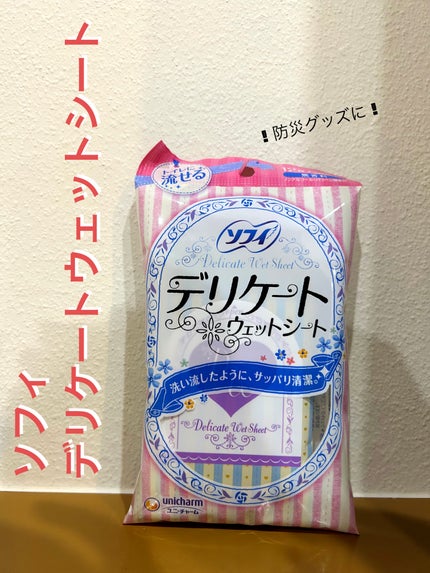 ソフィ
デリケートウェットシート
❗防災グッズに❗
トイレに
流せる
ソフィ
Delicate Wet Sheet
デリケート
ウェットシート
洗い流したように、サッパリ清潔。
Delicate Wet Sheet
unicharm
ユニ・チャーム